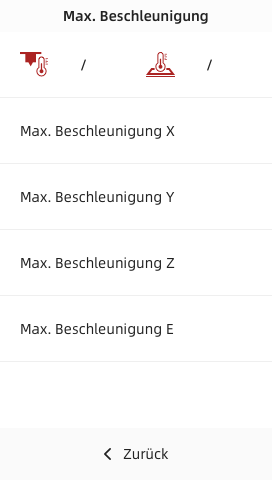 Max. Beschleunigung
/ /
Max. Beschleunigung X
Max. Beschleunigung Y
Max. Beschleunigung Z
Max. Beschleunigung E
Zurück